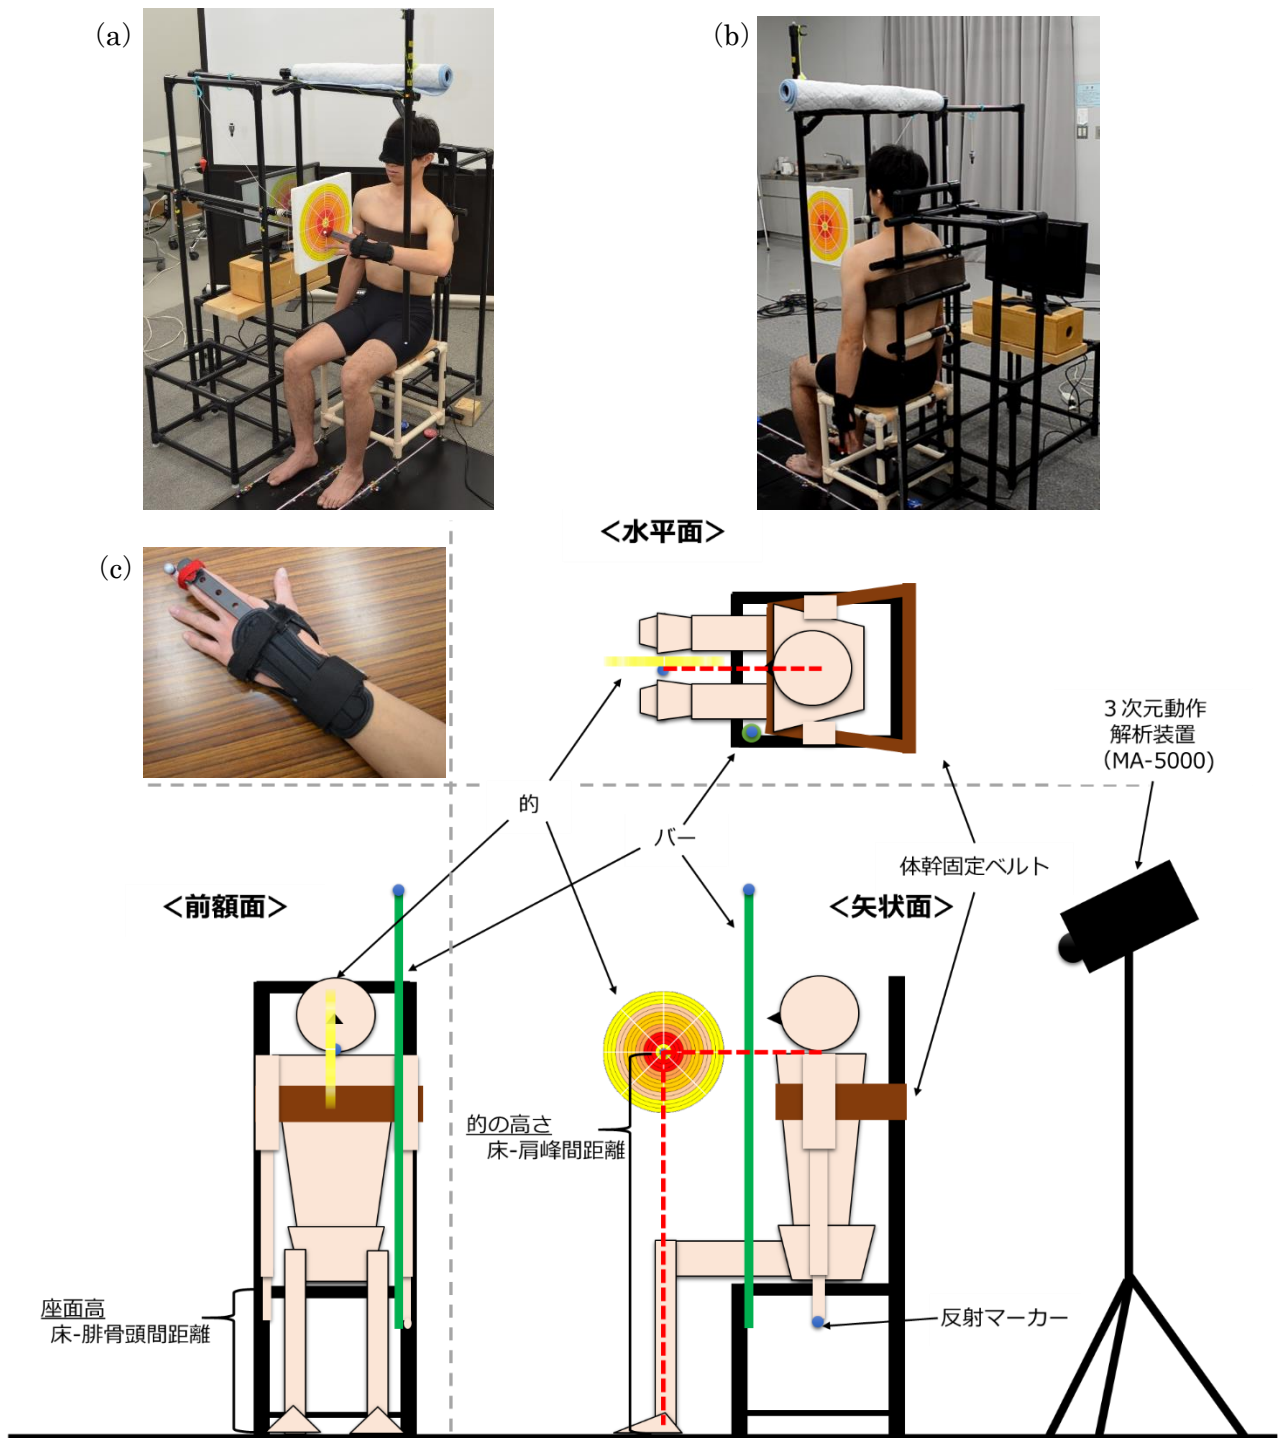 (a)
(b)
(c)
＜水平面＞
3次元動作
解析装置
(MA-5000)
的
バー
体幹固定ベルト
＜前額面＞
＜矢状面＞
的の高さ
床-肩峰間距離
座面高
床-腓骨頭間距離
反射マーカー